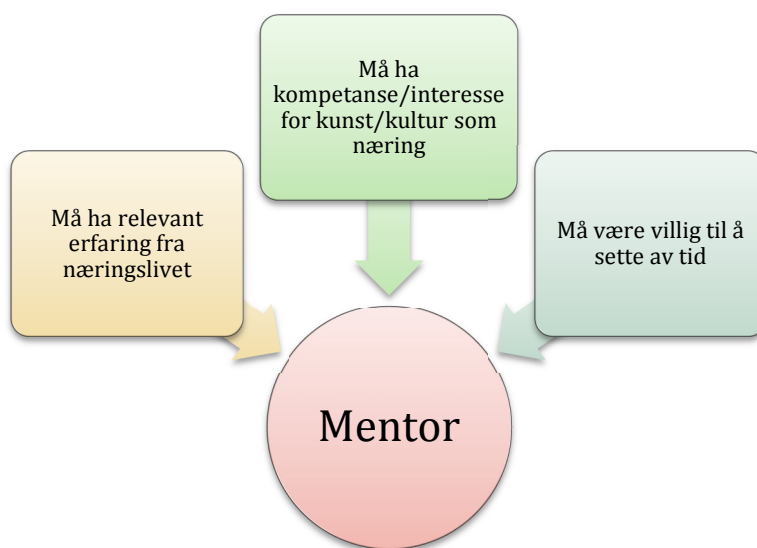 Må ha
kompetanse/interesse
for kunst/kultur som
næring
Må ha relevant
erfaring fra
næringslivet
Må være villig til å
sette av tid
Mentor